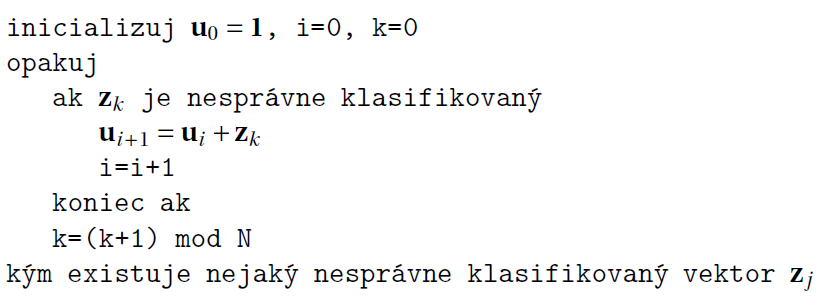 inicializuj u₀ = 1, i=0, k=0
opakuj
ak zₖ je nesprávne klasifikovaný
uᵢ₊₁ = uᵢ + zₖ
i=i+1
koniec ak
k=(k+1) mod N
kým existuje nejaký nesprávne klasifikovaný vektor zⱼ